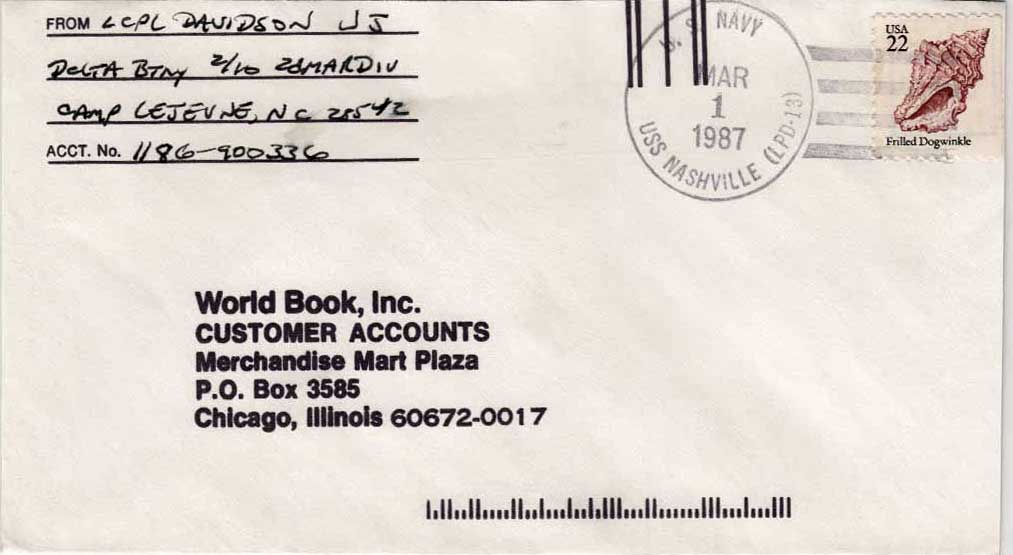 FROM LCPL DAVIDSON
DELTA BTRY 2/10 2DMARDIV
CAMP LEJEUNE, NC 28542
ACCT. No. 1186-900336
U.S. NAVY
MAR
1
1987
USS NASHVILLE (LPD-13)
USA
22
Frilled Dogwinkle
World Book, Inc.
CUSTOMER ACCOUNTS
Merchandise Mart Plaza
P.O. Box 3585
Chicago, Illinois 60672-0017